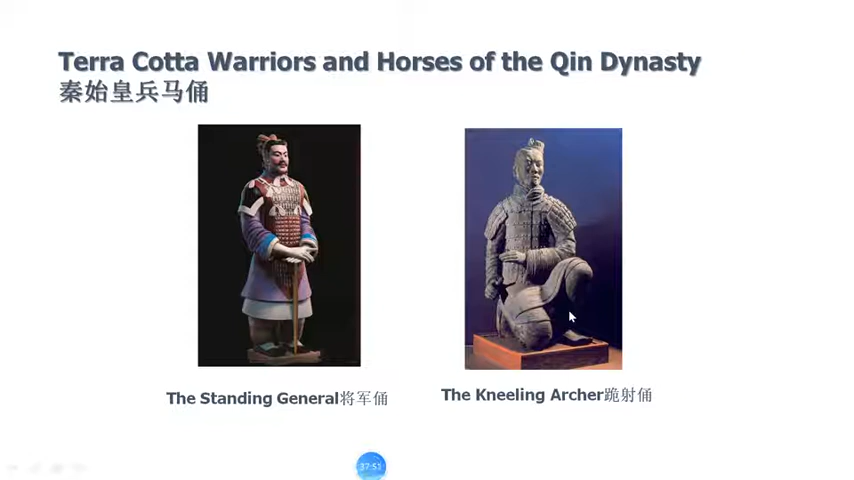 Terra Cotta Warriors and Horses of the Qin Dynasty
秦始皇兵马俑
The Standing General将军俑
The Kneeling Archer跪射俑
37:51